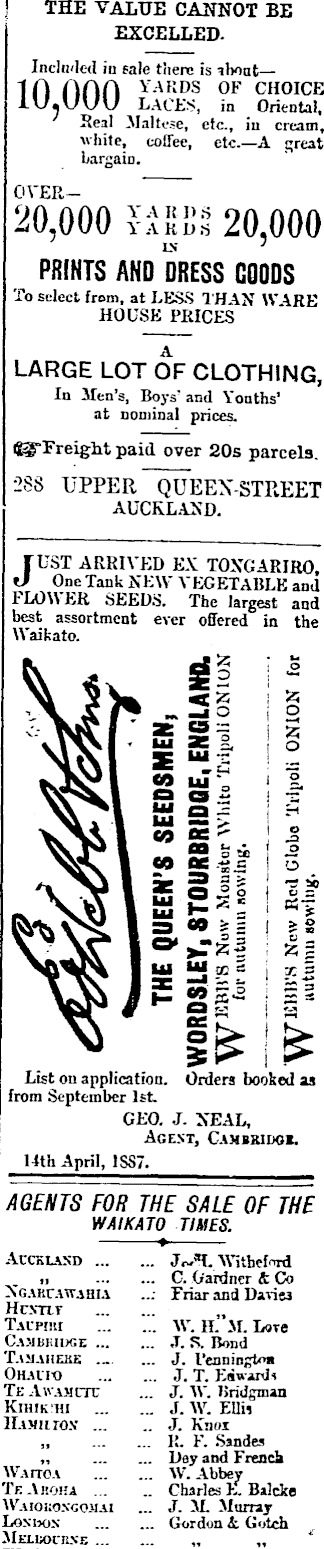 THE VALUE CANNOT BE
EXCELLED.
Included in sale there is about—
10,000 YARDS OF CHOICE
LACES, in Oriental,
Real Maltese, etc., in cream,
white, coffee, etc.—A great
bargain.
OVER—
20,000 YARDS YARDS 20,000
IN
PRINTS AND DRESS GOODS
To select from, at LESS THAN WARE
HOUSE PRICES
A
LARGE LOT OF CLOTHING,
In Men's, Boys' and Youths'
at nominal prices.
Freight paid over 20s parcels.
288 UPPER QUEEN-STREET
AUCKLAND.
JUST ARRIVED EX TONGARIRO,
One Tank NEW VEGETABLE and
FLOWER SEEDS. The largest and
best assortment ever offered in the
Waikato.
E Webb & Sons.
THE QUEEN'S SEEDSMEN,
WORDSLEY, STOURBRIDGE, ENGLAND.
WEBB'S New Monster White Tripoli ONION
for autumn sowing.
WEBB'S New Red Globe Tripoli ONION for
autumn sowing.
List on application. Orders booked as
from September 1st.
GEO. J. NEAL,
AGENT, CAMBRIDGE.
14th April, 1887.
AGENTS FOR THE SALE OF THE
WAIKATO TIMES.
AUCKLAND ... ... Witheford
„ ... ... C. Gardner & Co
NGARUAWAHIA ... Friar and Davies
HUNTLY „
TAUPIRI ... W. H. M. Love
CAMBRIDGE ... ... J. S. Bond
TAMAHERE ... ... J. Pennington
OHAUPO ... J. T. Edwards
TE AWAMUTU ... J. W. Bridgman
KIHIKIHI ... ... J. W. Ellis
HAMILTON ... .. J. Knox
„ ... ... R. F. Sandes
„ ... ... Day and French
WAITOA ... ... W. Abbey
TE AROHA ... .. Charles E. Balcke
WAIORONGOMAI ... J. M. Murray
LONDON ... ... Gordon & Gotch
MELBOURNE ... ... „ „